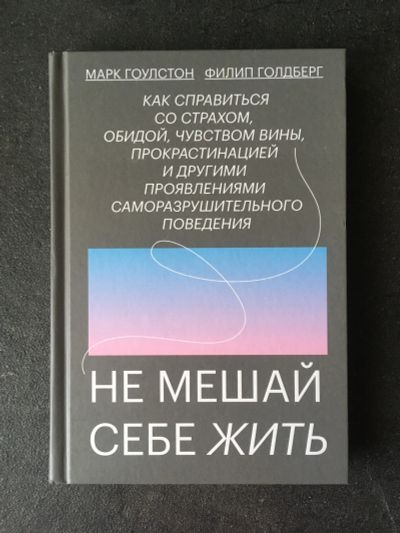 МАРК ГОУЛСТОН ФИЛИП ГОЛДБЕРГ
КАК СПРАВИТЬСЯ
СО СТРАХОМ,
ОБИДОЙ, ЧУВСТВОМ ВИНЫ,
ПРОКРАСТИНАЦИЕЙ
И ДРУГИМИ
ПРОЯВЛЕНИЯМИ
САМОРАЗРУШИТЕЛЬНОГО
ПОВЕДЕНИЯ
НЕ МЕШАЙ
СЕБЕ ЖИТЬ